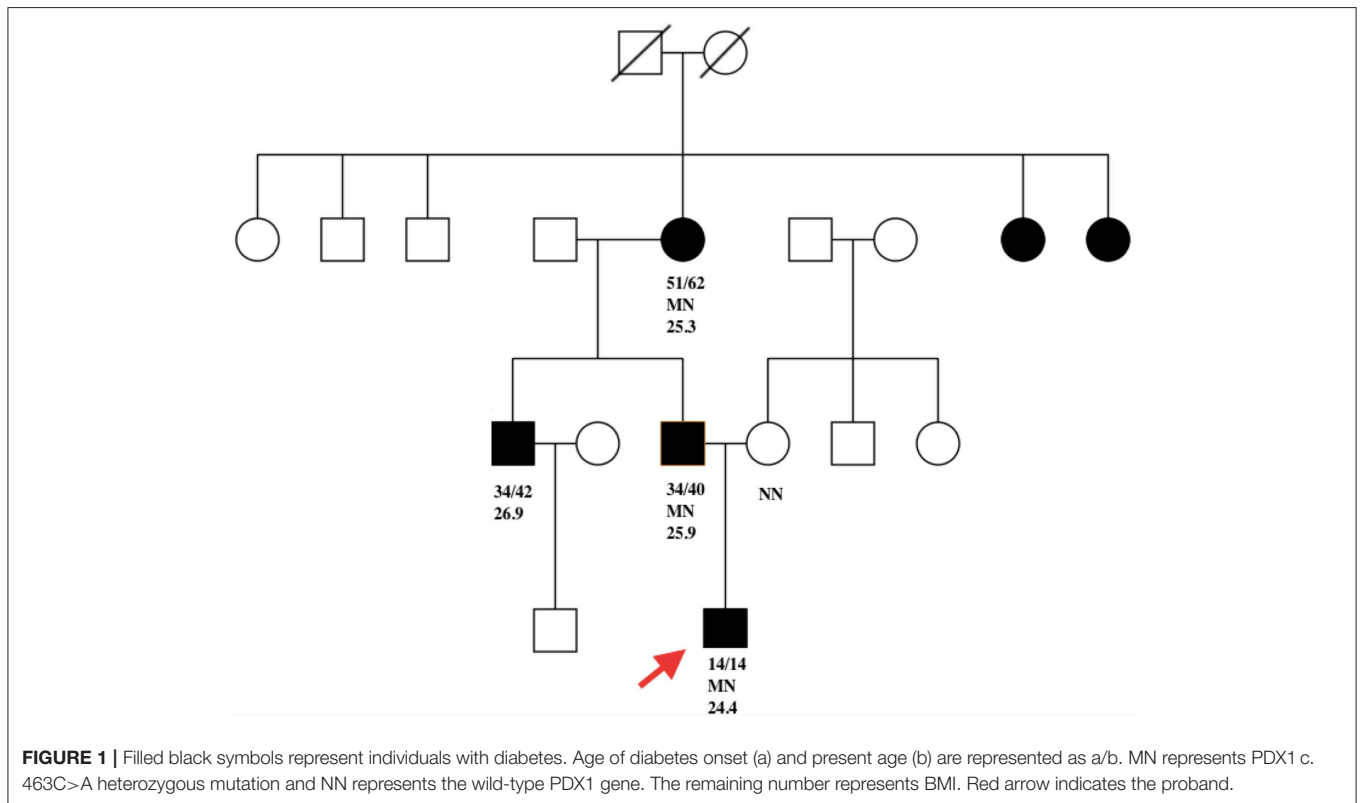 51/62
MN
25.3
34/42
26.9
34/40
MN
25.9
NN
14/14
MN
24.4
FIGURE 1 | Filled black symbols represent individuals with diabetes. Age of diabetes onset (a) and present age (b) are represented as a/b. MN represents PDX1 c.
463C>A heterozygous mutation and NN represents the wild-type PDX1 gene. The remaining number represents BMI. Red arrow indicates the proband.